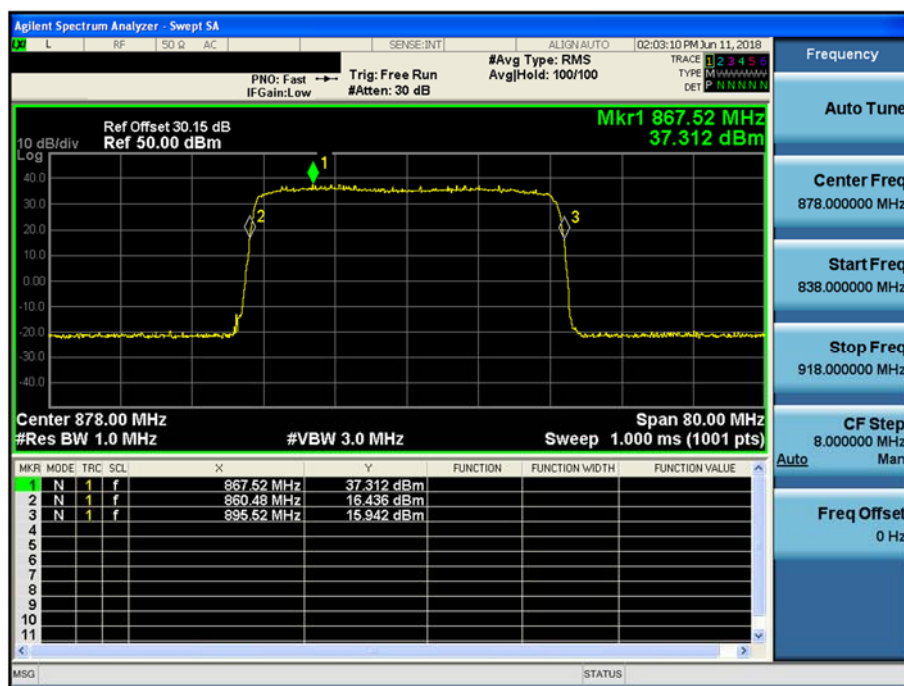 Agilent Spectrum Analyzer - Swept SA
LXI L RF 50 Ω AC SENSE:INT ALIGN AUTO 02:03:10 PM Jun 11, 2018
Frequency
#Avg Type: RMS TRACE 1 2 3 4 5 6
PNO: Fast Trig: Free Run Avg|Hold: 100/100 TYPE M
IFGain:Low #Atten: 30 dB DET P N N N N N
Auto Tune
Mkr1 867.52 MHz
Ref Offset 30.15 dB
10 dB/div Ref 50.00 dBm 37.312 dBm
Log
40.0
30.0
20.0
10.0
0.00
-10.0
-20.0
-30.0
-40.0
1
2
3
Center 878.00 MHz Span 80.00 MHz
#Res BW 1.0 MHz #VBW 3.0 MHz Sweep 1.000 ms (1001 pts)
MKR MODE TRC SCL X Y FUNCTION FUNCTION WIDTH FUNCTION VALUE
1 N 1 f 867.52 MHz 37.312 dBm
2 N 1 f 860.48 MHz 16.436 dBm
3 N 1 f 895.52 MHz 15.942 dBm
4
5
6
7
8
9
10
11
MSG STATUS
Center Freq
878.000000 MHz
Start Freq
838.000000 MHz
Stop Freq
918.000000 MHz
CF Step
8.000000 MHz
Auto Man
Freq Offset
0 Hz